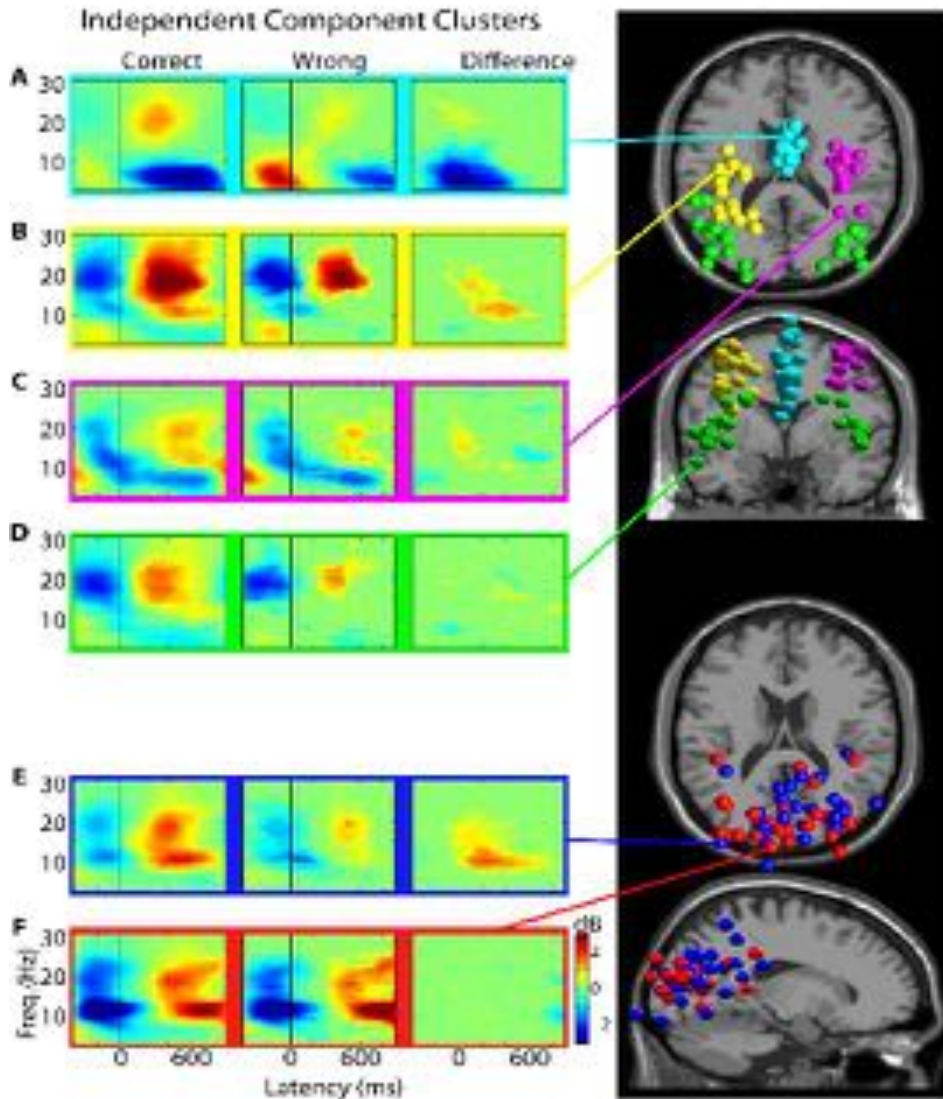 Independent Component Clusters
Correct Wrong Difference
A 30
20
10
B 30
20
10
C 30
20
10
D 30
20
10
E 30
20
10
F 30
20
10
Freq. (Hz)
dB
0
0 600 0 600 0 600
Latency (ms)